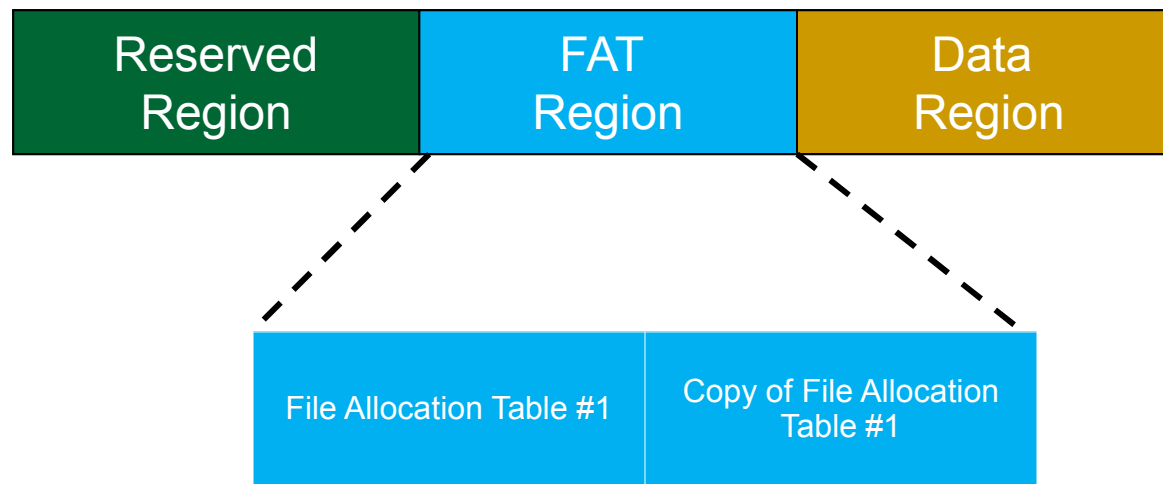 Reserved
Region
FAT
Region
Data
Region
File Allocation Table #1
Copy of File Allocation
Table #1